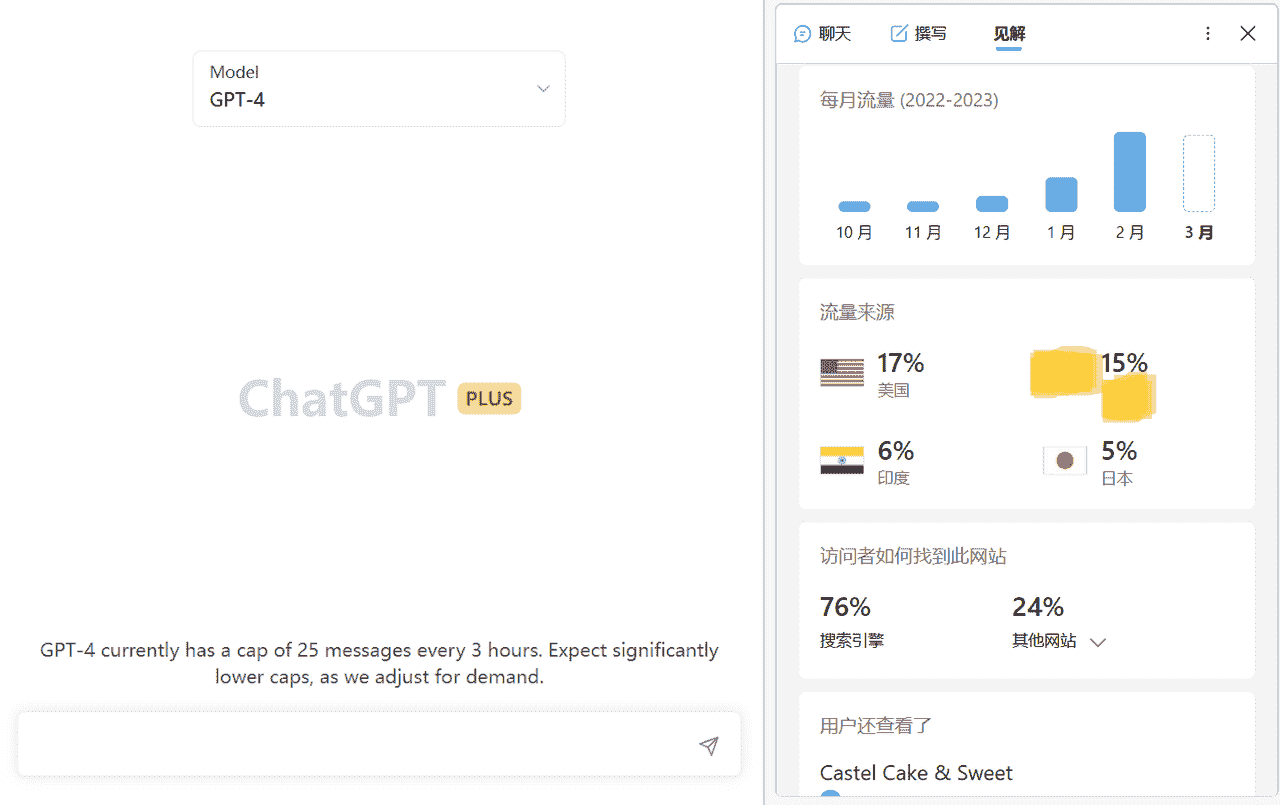 Model
GPT-4
ChatGPT PLUS
GPT-4 currently has a cap of 25 messages every 3 hours. Expect significantly
lower caps, as we adjust for demand.
聊天 撰写 见解
每月流量 (2022-2023)
10 月 11 月 12 月 1 月 2 月 3 月
流量来源
17% 15%
美国
6% 5%
印度 日本
访问者如何找到此网站
76% 24%
搜索引擎 其他网站
用户还查看了
Castel Cake & Sweet